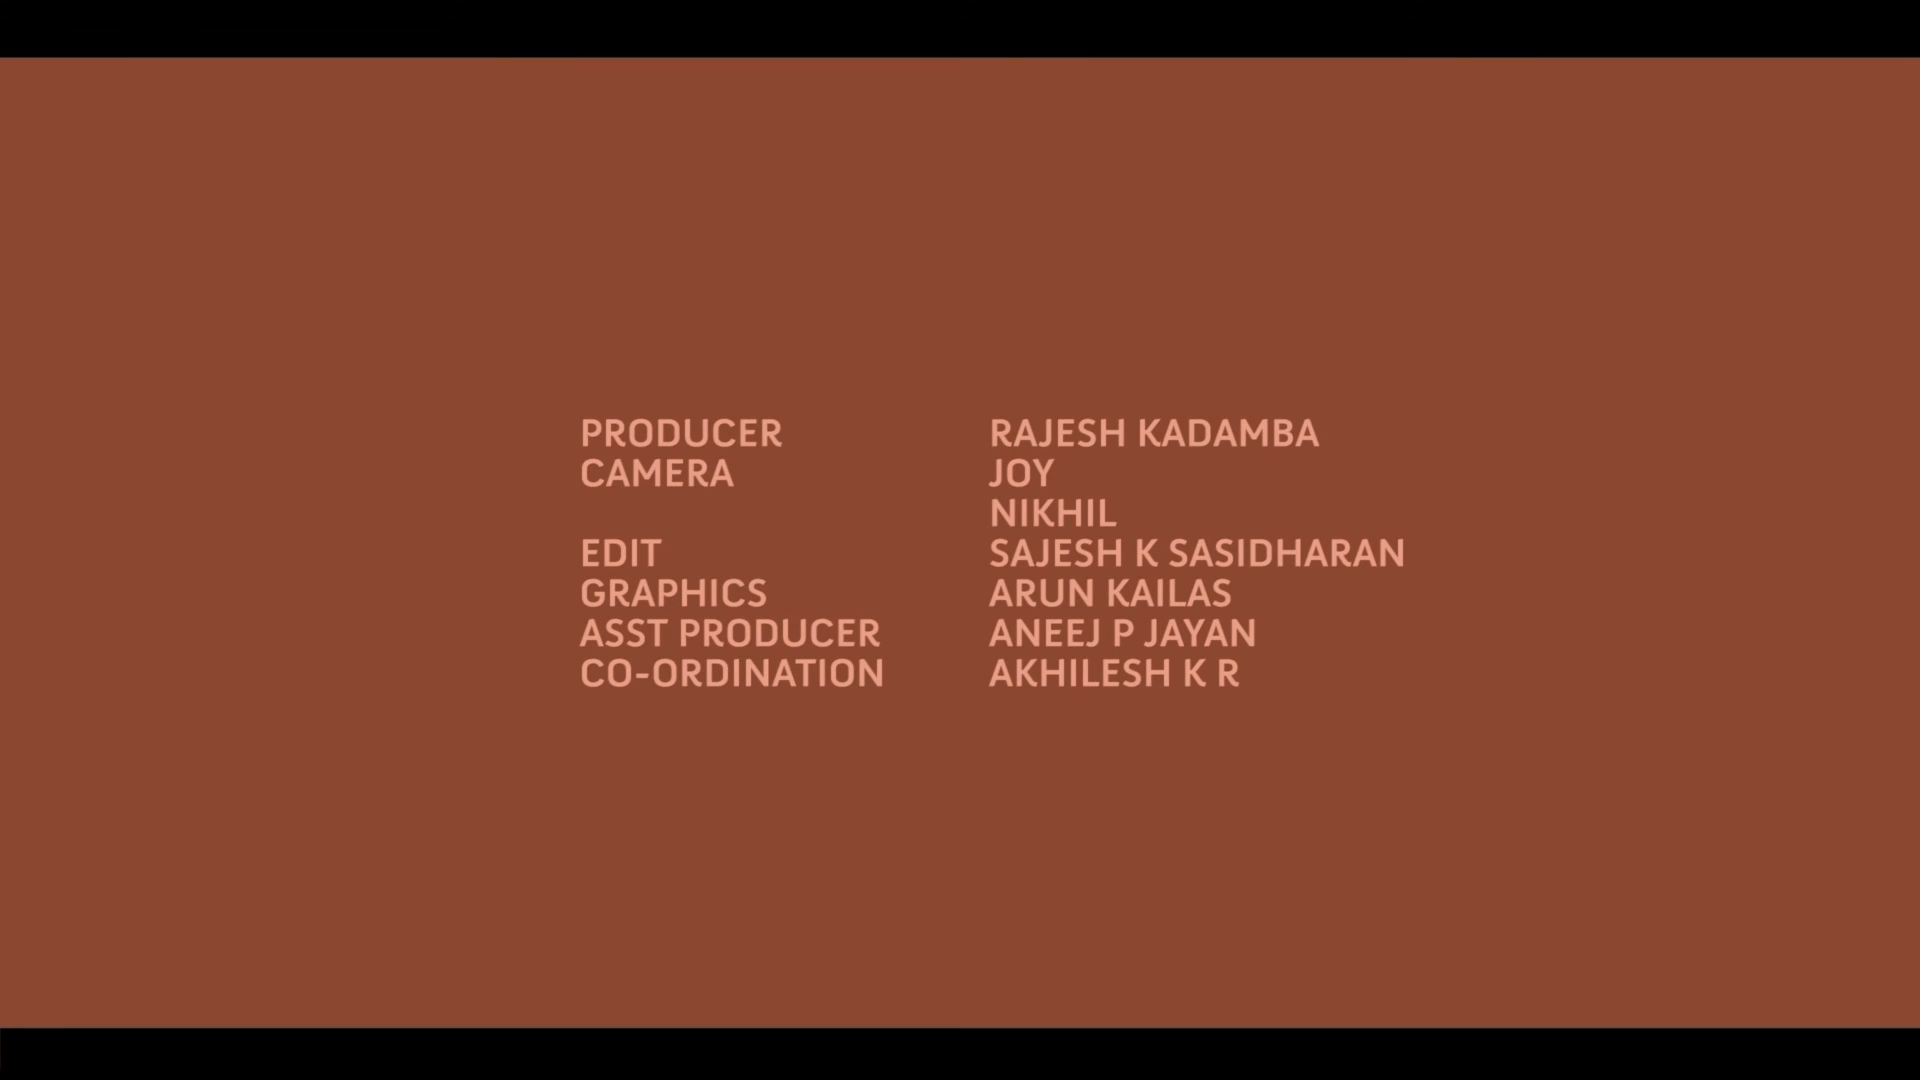 PRODUCER RAJESH KADAMBA
CAMERA JOY
NIKHIL
EDIT SAJESH K SASIDHARAN
GRAPHICS ARUN KAILAS
ASST PRODUCER ANEEJ P JAYAN
CO-ORDINATION AKHILESH K R